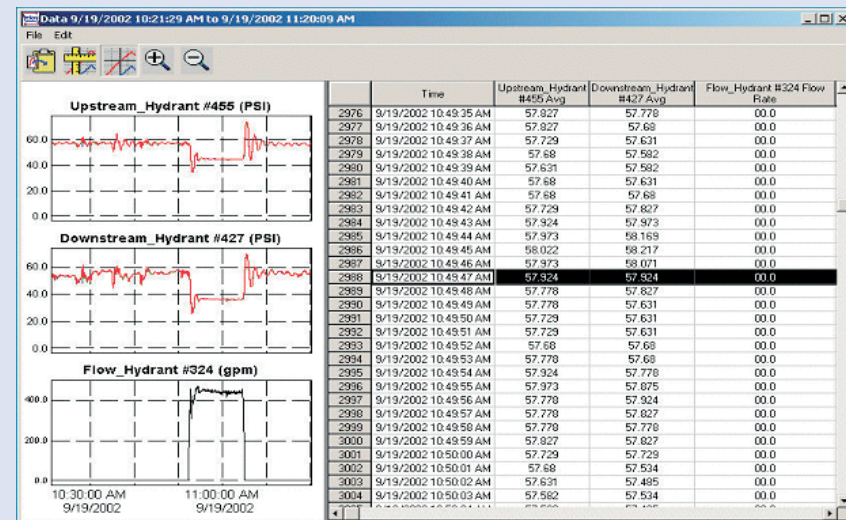 Data 9/19/2002 10:21:29 AM to 9/19/2002 11:20:09 AM
File Edit
Upstream_Hydrant #455 (PSI)
60.0
40.0
20.0
0.0
Downstream_Hydrant #427 (PSI)
60.0
40.0
20.0
0.0
Flow_Hydrant #324 (gpm)
400.0
200.0
0.0
10:30:00 AM 11:00:00 AM
9/19/2002 9/19/2002
Time Upstream_Hydrant #455 Avg Downstream_Hydrant #427 Avg Flow_Hydrant #324 Flow Rate
2976 9/19/2002 10:49:35 AM 57.827 57.778 00.0
2977 9/19/2002 10:49:36 AM 57.827 57.68 00.0
2978 9/19/2002 10:49:37 AM 57.729 57.631 00.0
2979 9/19/2002 10:49:38 AM 57.68 57.582 00.0
2980 9/19/2002 10:49:39 AM 57.631 57.582 00.0
2981 9/19/2002 10:49:40 AM 57.68 57.631 00.0
2982 9/19/2002 10:49:41 AM 57.68 57.68 00.0
2983 9/19/2002 10:49:42 AM 57.729 57.827 00.0
2984 9/19/2002 10:49:43 AM 57.924 57.973 00.0
2985 9/19/2002 10:49:44 AM 57.973 58.169 00.0
2986 9/19/2002 10:49:45 AM 58.022 58.217 00.0
2987 9/19/2002 10:49:46 AM 57.973 58.071 00.0
2988 9/19/2002 10:49:47 AM 57.924 57.924 00.0
2989 9/19/2002 10:49:48 AM 57.778 57.827 00.0
2990 9/19/2002 10:49:49 AM 57.778 57.631 00.0
2991 9/19/2002 10:49:50 AM 57.729 57.631 00.0
2992 9/19/2002 10:49:51 AM 57.729 57.631 00.0
2993 9/19/2002 10:49:52 AM 57.68 57.68 00.0
2994 9/19/2002 10:49:53 AM 57.778 57.68 00.0
2995 9/19/2002 10:49:54 AM 57.924 57.778 00.0
2996 9/19/2002 10:49:55 AM 57.973 57.875 00.0
2997 9/19/2002 10:49:56 AM 57.778 57.924 00.0
2998 9/19/2002 10:49:57 AM 57.778 57.827 00.0
2999 9/19/2002 10:49:58 AM 57.778 57.778 00.0
3000 9/19/2002 10:49:59 AM 57.827 57.827 00.0
3001 9/19/2002 10:50:00 AM 57.729 57.729 00.0
3002 9/19/2002 10:50:01 AM 57.68 57.534 00.0
3003 9/19/2002 10:50:02 AM 57.631 57.485 00.0
3004 9/19/2002 10:50:03 AM 57.582 57.534 00.0